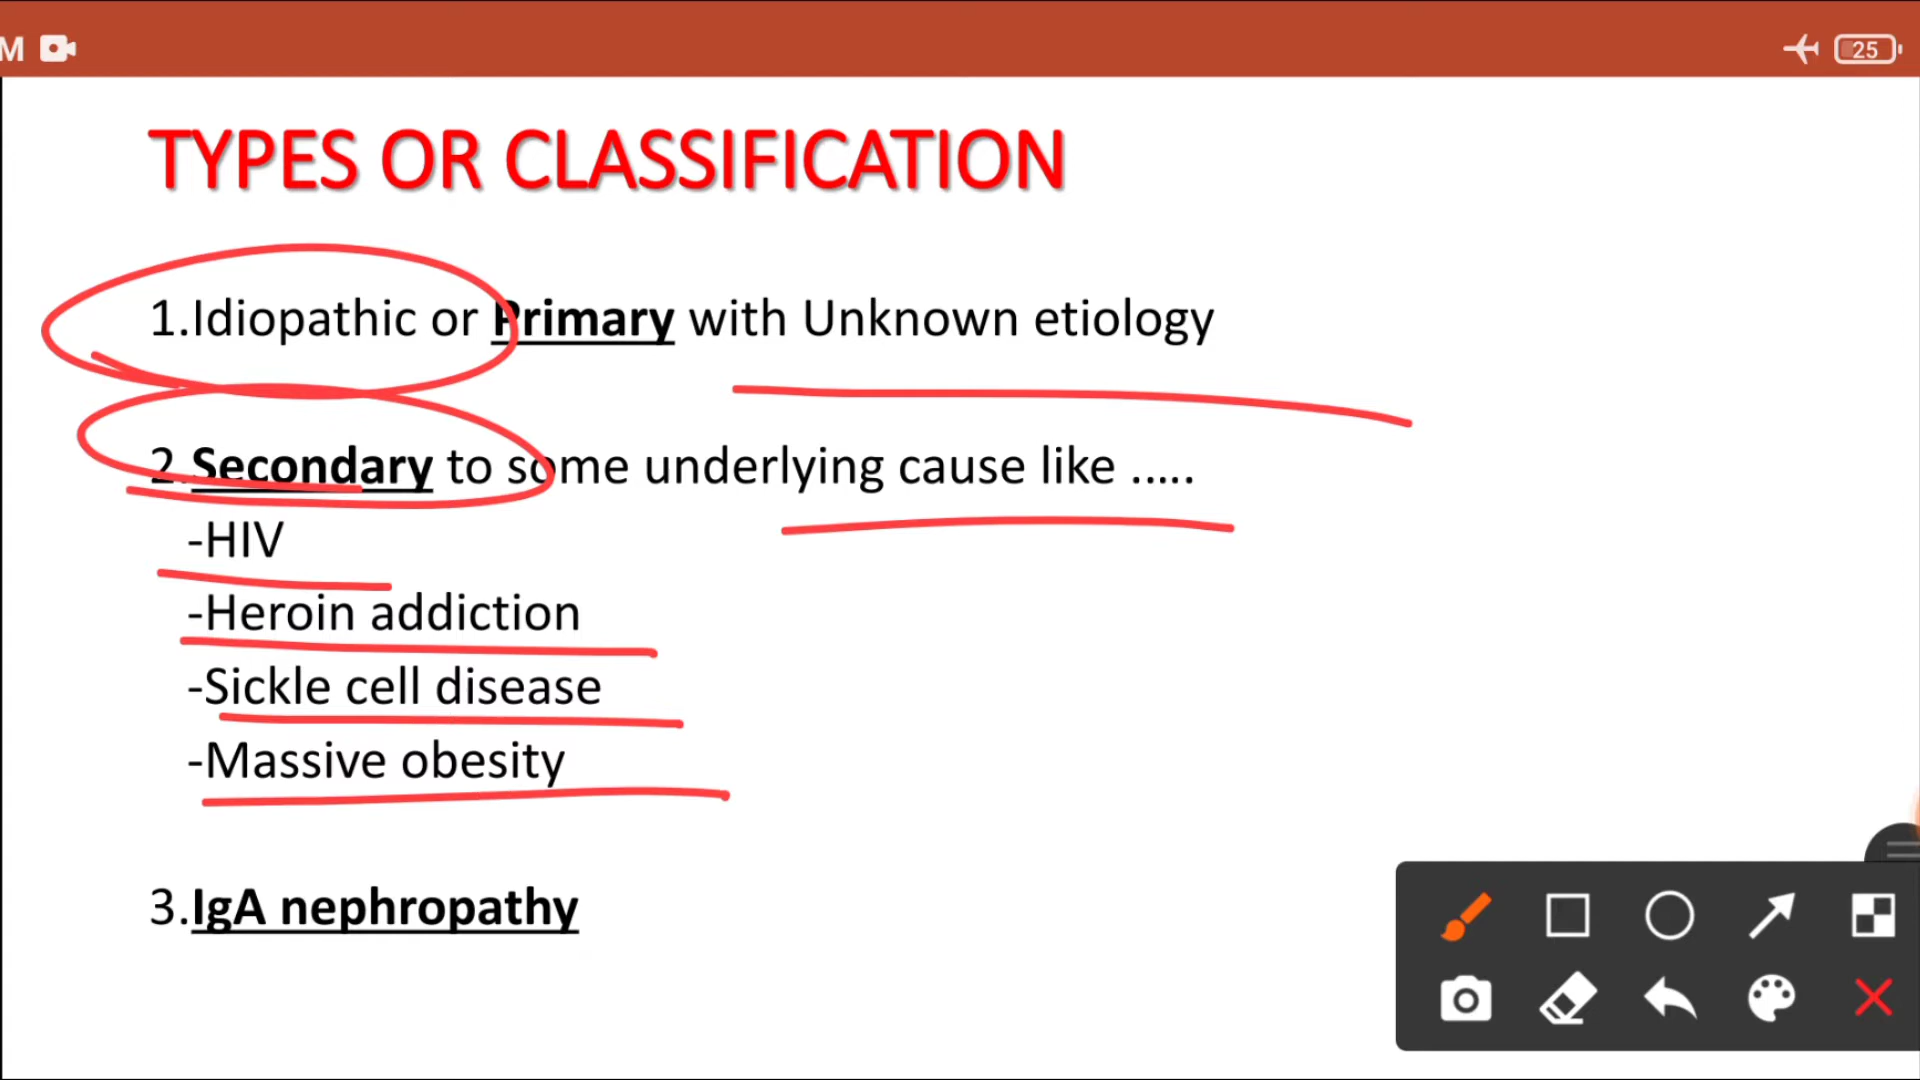 M
25
TYPES OR CLASSIFICATION
1.Idiopathic or Primary with Unknown etiology
2.Secondary to some underlying cause like .....
-HIV
-Heroin addiction
-Sickle cell disease
-Massive obesity
3.IgA nephropathy